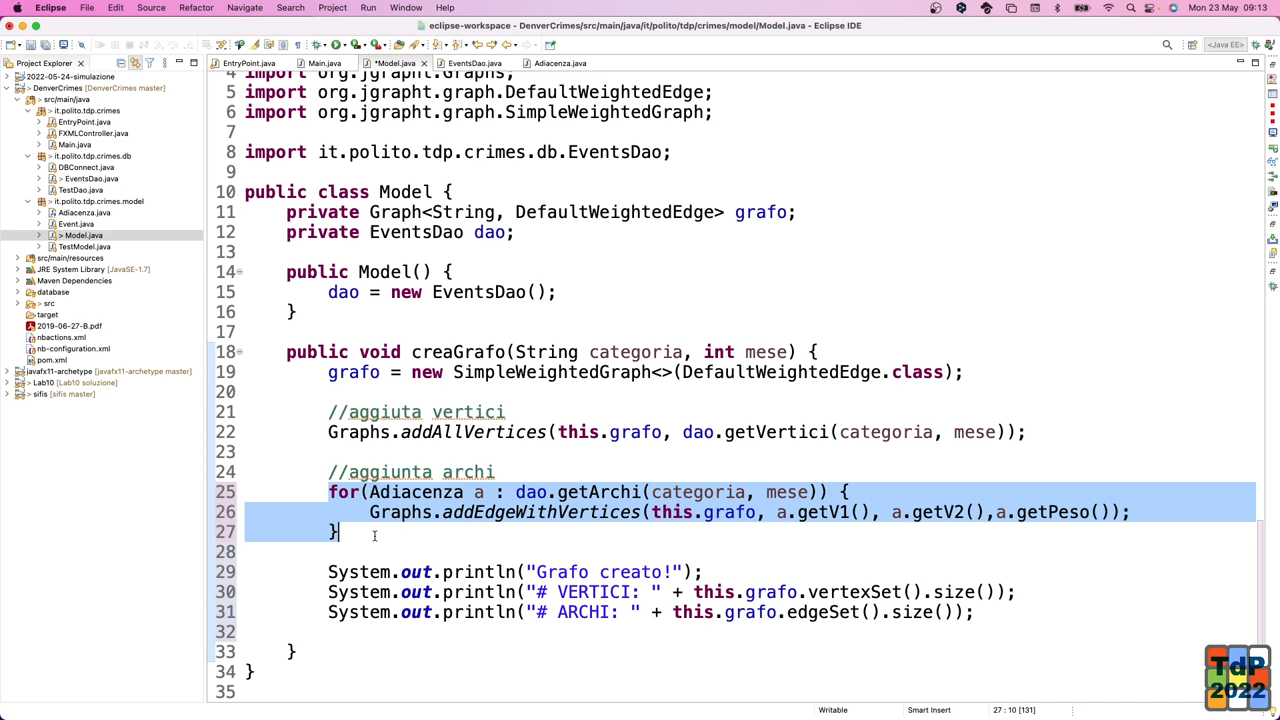 Eclipse File Edit Source Refactor Navigate Search Project Run Window Help Mon 23 May 09:13
eclipse-workspace - DenverCrimes/src/main/java/it/polito/tdp/crimes/model/Model.java - Eclipse IDE
<Java EE>
Project Explorer
EntryPoint.java Main.java *Model.java EventsDao.java Adiacenza.java
2022-05-24-simulazione
DenverCrimes [DenverCrimes master]
> src/main/java
> it.polito.tdp.crimes
EntryPoint.java
FXMLController.java
Main.java
> it.polito.tdp.crimes.db
DBConnect.java
> EventsDao.java
TestDao.java
> it.polito.tdp.crimes.model
Adiacenza.java
Event.java
> Model.java
TestModel.java
src/main/resources
JRE System Library [JavaSE-1.7]
Maven Dependencies
database
> src
target
2019-06-27-B.pdf
nbactions.xml
nb-configuration.xml
pom.xml
javafx11-archetype [javafx11-archetype master]
> Lab10 [Lab10 soluzione]
> sifis [sifis master]
4 import org.jgrapht.Graphs;
5 import org.jgrapht.graph.DefaultWeightedEdge;
6 import org.jgrapht.graph.SimpleWeightedGraph;
7
8 import it.polito.tdp.crimes.db.EventsDao;
9
10 public class Model {
11 private Graph<String, DefaultWeightedEdge> grafo;
12 private EventsDao dao;
13
14 public Model() {
15 dao = new EventsDao();
16 }
17
18 public void creaGrafo(String categoria, int mese) {
19 grafo = new SimpleWeightedGraph<>(DefaultWeightedEdge.class);
20
21 //aggiuta vertici
22 Graphs.addAllVertices(this.grafo, dao.getVertici(categoria, mese));
23
24 //aggiunta archi
25 for(Adiacenza a : dao.getArchi(categoria, mese)) {
26 Graphs.addEdgeWithVertices(this.grafo, a.getV1(), a.getV2(),a.getPeso());
27 }
28
29 System.out.println("Grafo creato!");
30 System.out.println("# VERTICI: " + this.grafo.vertexSet().size());
31 System.out.println("# ARCHI: " + this.grafo.edgeSet().size());
32
33 }
34 }
35
Writable Smart Insert 27 : 10 [131]
TdP
2022